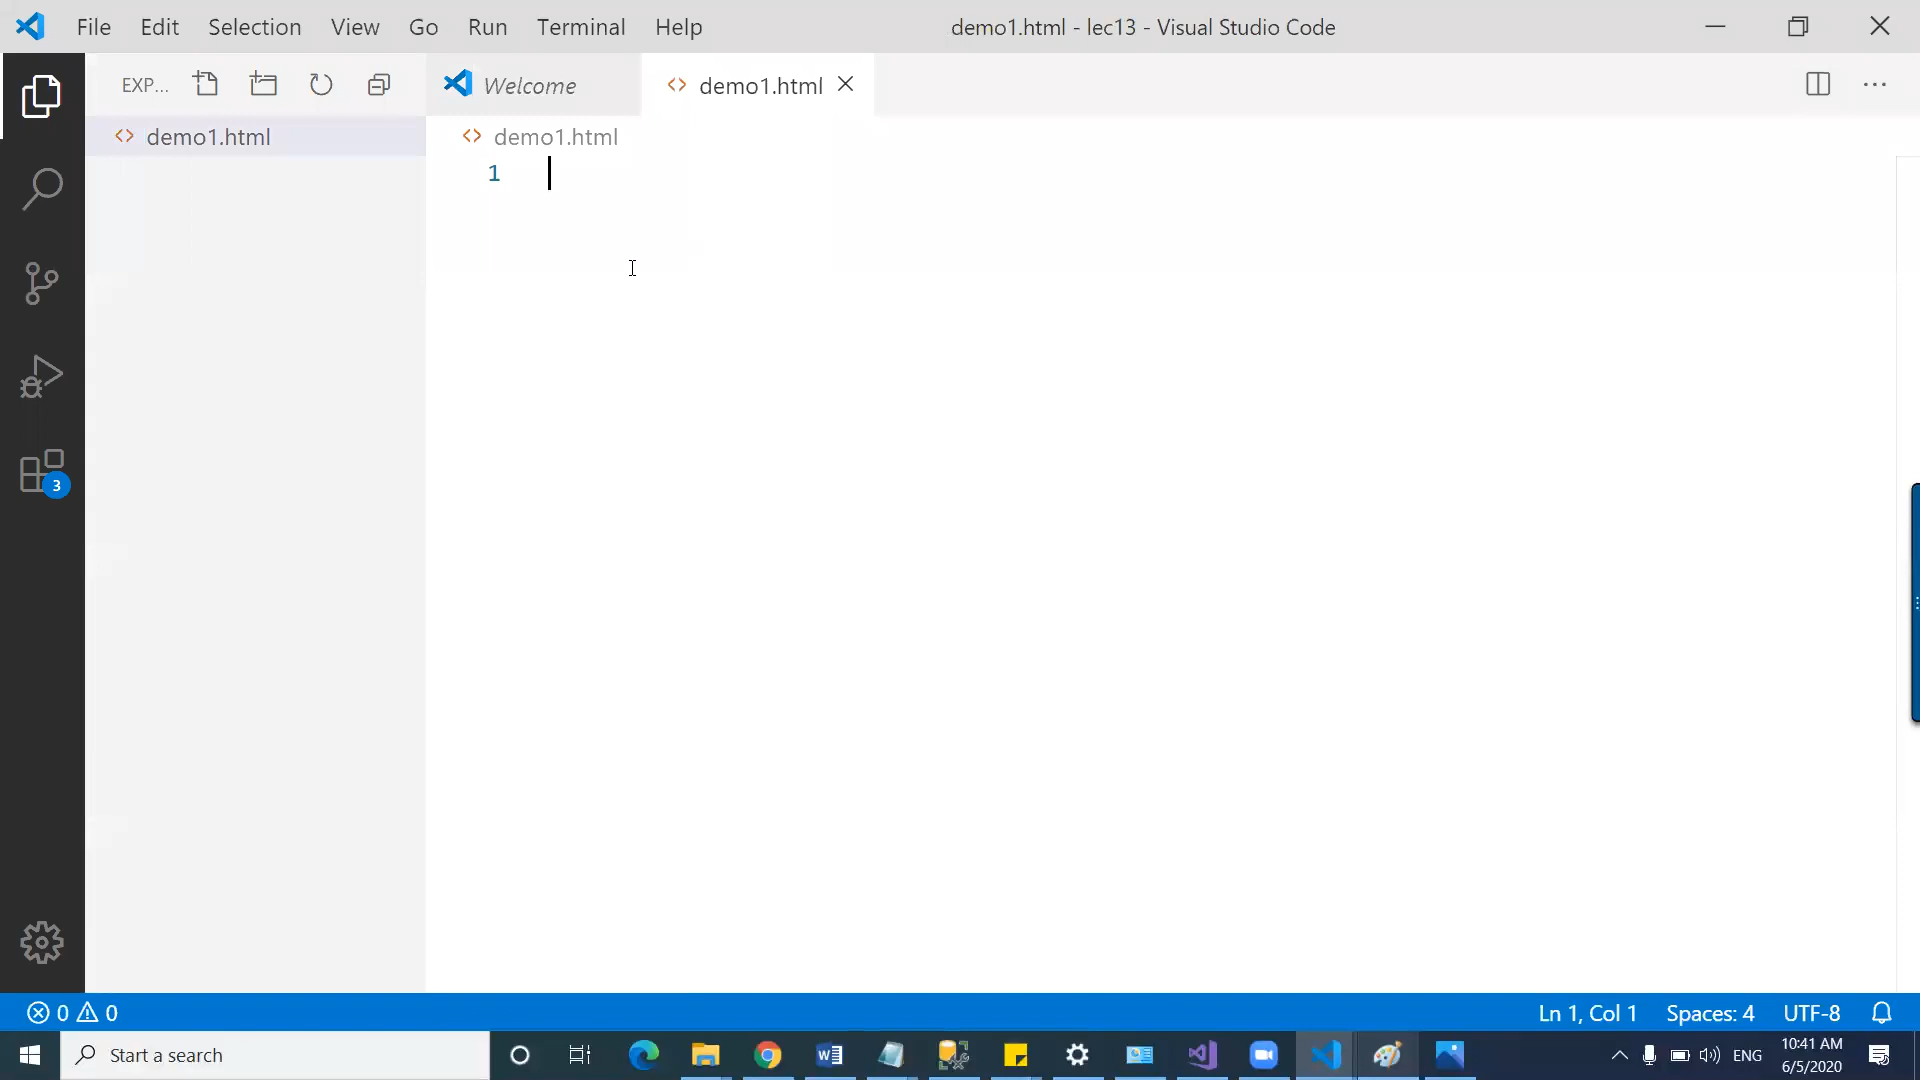 File Edit Selection View Go Run Terminal Help demo1.html - lec13 - Visual Studio Code
EXP... Welcome demo1.html
demo1.html demo1.html
1
3
0 0 Ln 1, Col 1 Spaces: 4 UTF-8
Start a search ENG 10:41 AM
6/5/2020